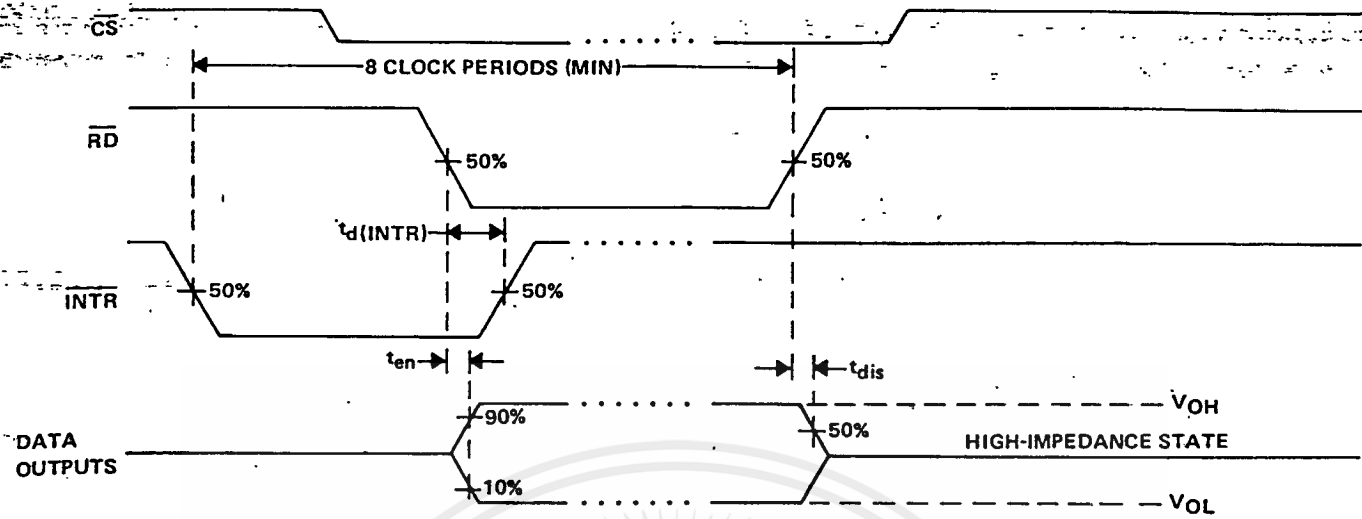 CS
8 CLOCK PERIODS (MIN)
RD
50%
50%
td(INTR)
INTR
50%
50%
ten
tdis
90%
VOH
50%
DATA
OUTPUTS
HIGH-IMPEDANCE STATE
10%
VOL